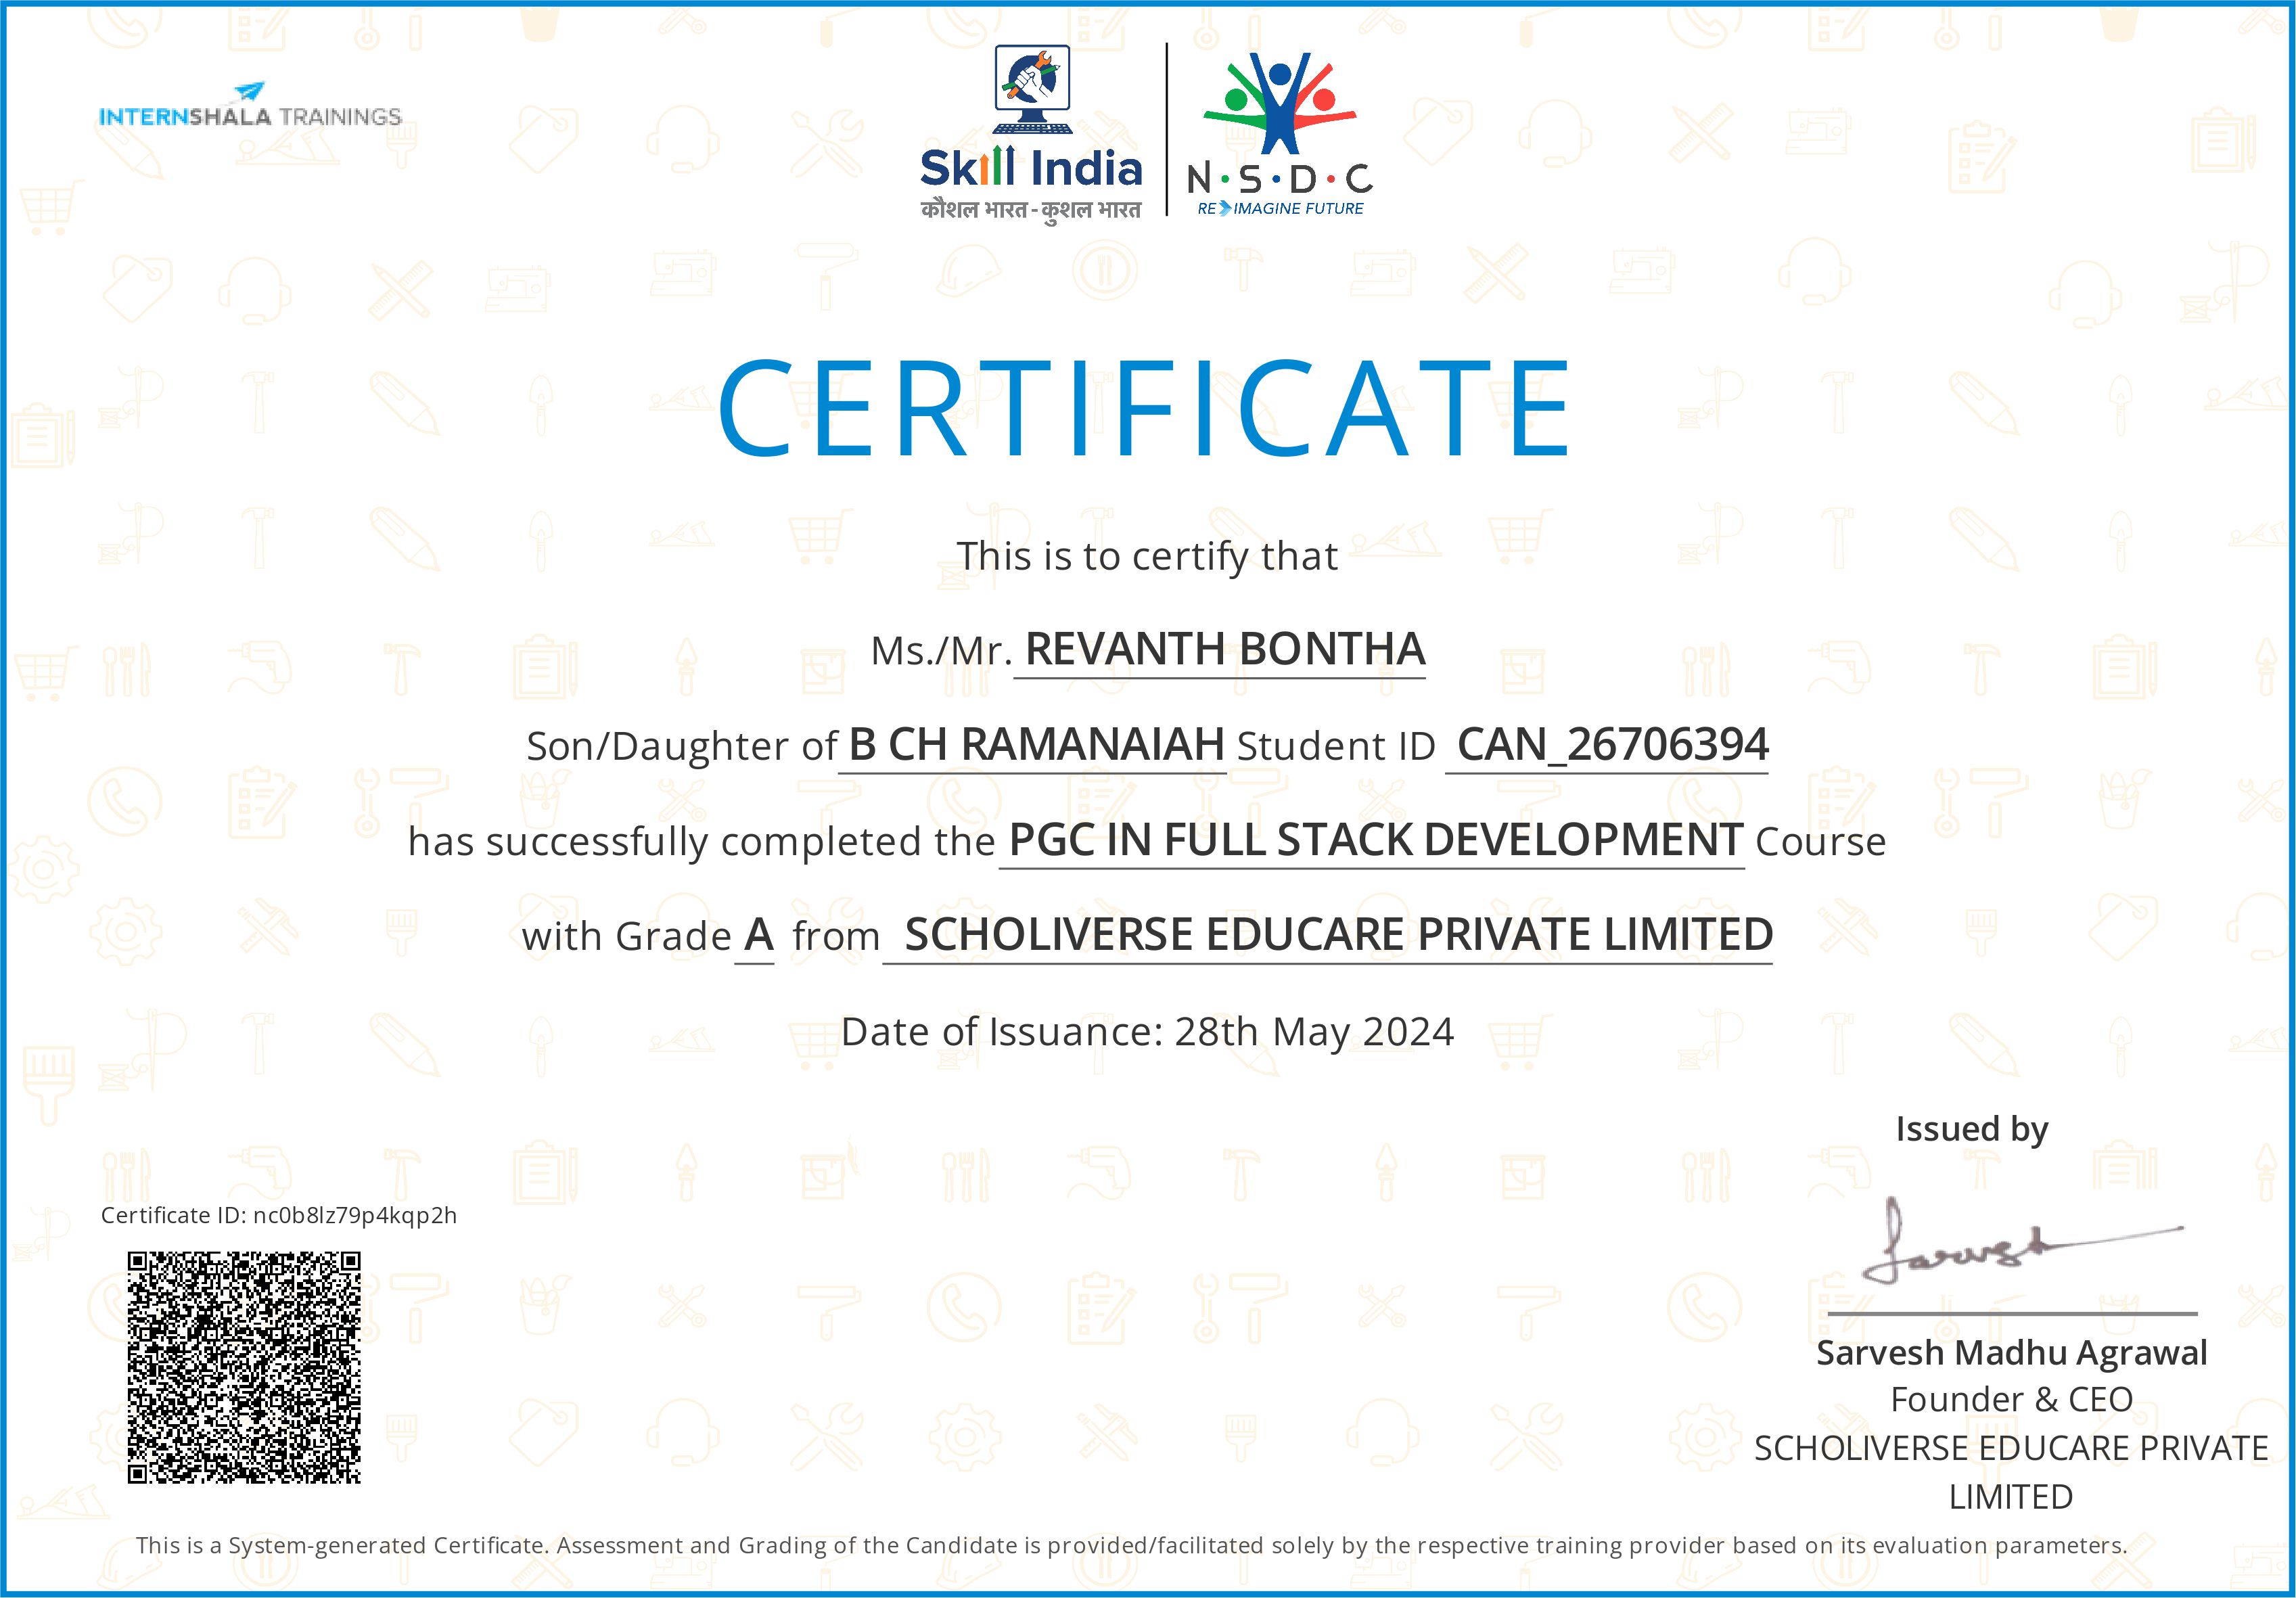 INTERNSHALA TRAININGS
Skill India
कौशल भारत - कुशल भारत
N·S·D·C
RE IMAGINE FUTURE
CERTIFICATE
This is to certify that
Ms./Mr. REVANTH BONTHA
Son/Daughter of B CH RAMANAIAH Student ID CAN_26706394
has successfully completed the PGC IN FULL STACK DEVELOPMENT Course
with Grade A from SCHOLIVERSE EDUCARE PRIVATE LIMITED
Date of Issuance: 28th May 2024
Issued by
Certificate ID: nc0b8lz79p4kqp2h
Sarvesh
Sarvesh Madhu Agrawal
Founder & CEO
SCHOLIVERSE EDUCARE PRIVATE
LIMITED
This is a System-generated Certificate. Assessment and Grading of the Candidate is provided/facilitated solely by the respective training provider based on its evaluation parameters.